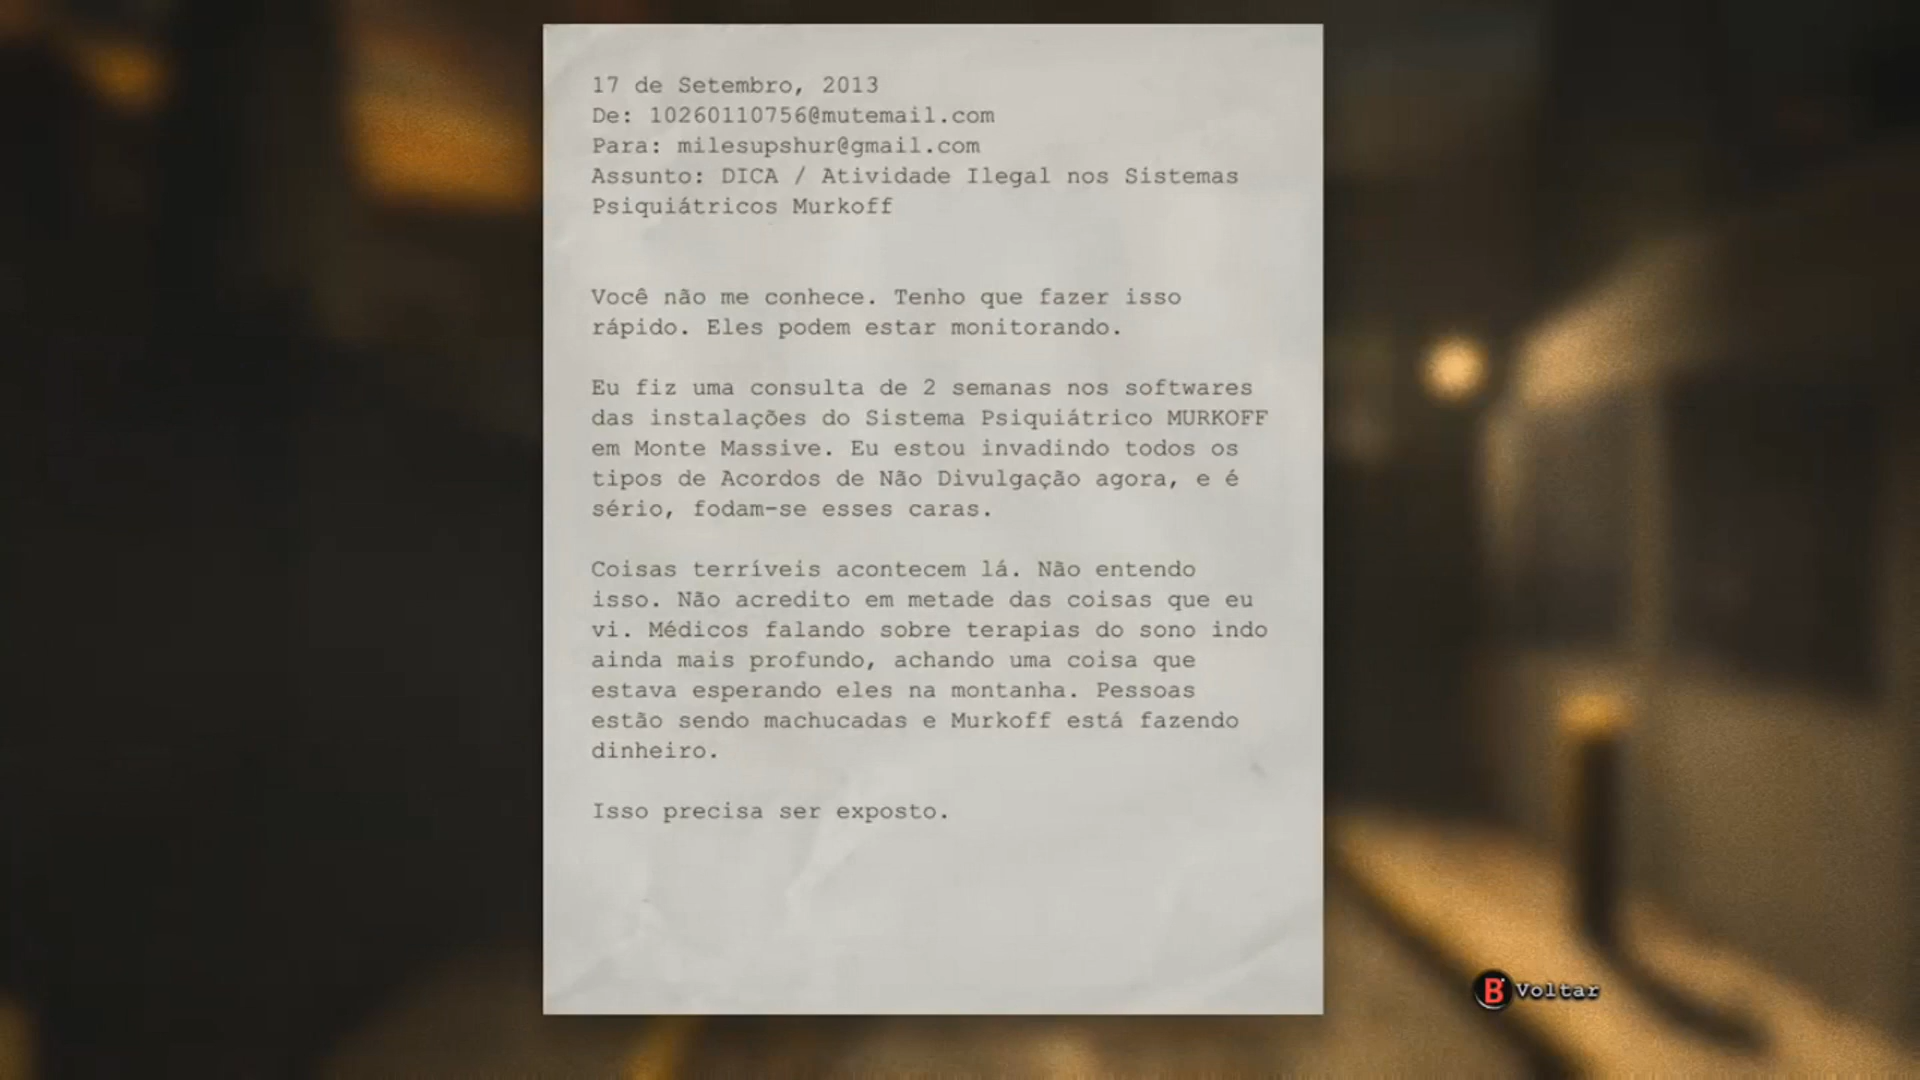 17 de Setembro, 2013
De: 10260110756@mutemail.com
Para: milesupshur@gmail.com
Assunto: DICA / Atividade Ilegal nos Sistemas
Psiquiátricos Murkoff
Você não me conhece. Tenho que fazer isso
rápido. Eles podem estar monitorando.
Eu fiz uma consulta de 2 semanas nos softwares
das instalações do Sistema Psiquiátrico MURKOFF
em Monte Massive. Eu estou invadindo todos os
tipos de Acordos de Não Divulgação agora, e é
sério, fodam-se esses caras.
Coisas terríveis acontecem lá. Não entendo
isso. Não acredito em metade das coisas que eu
vi. Médicos falando sobre terapias do sono indo
ainda mais profundo, achando uma coisa que
estava esperando eles na montanha. Pessoas
estão sendo machucadas e Murkoff está fazendo
dinheiro.
Isso precisa ser exposto.
B Voltar